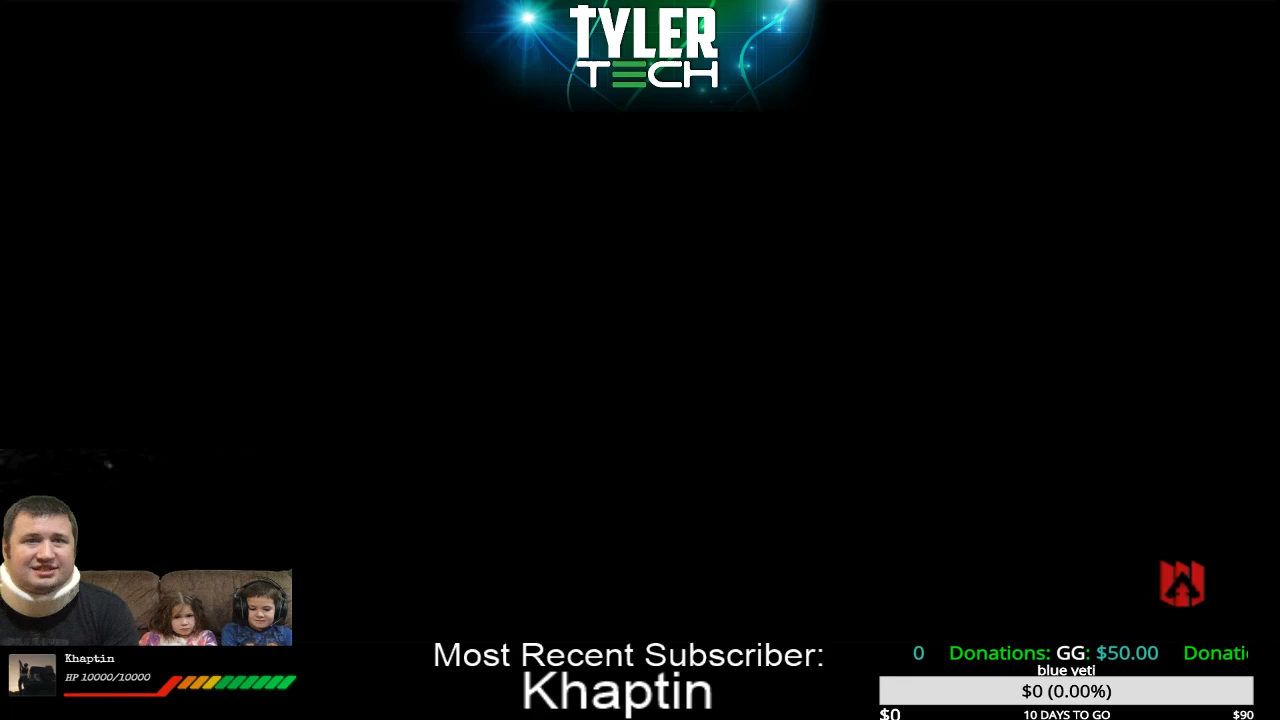 TYLER
TECH
Khaptin
HP 10000/10000
Most Recent Subscriber:
Khaptin
0 Donations: GG: $50.00 Donati
blue yeti
$0 (0.00%)
$0 10 DAYS TO GO $90